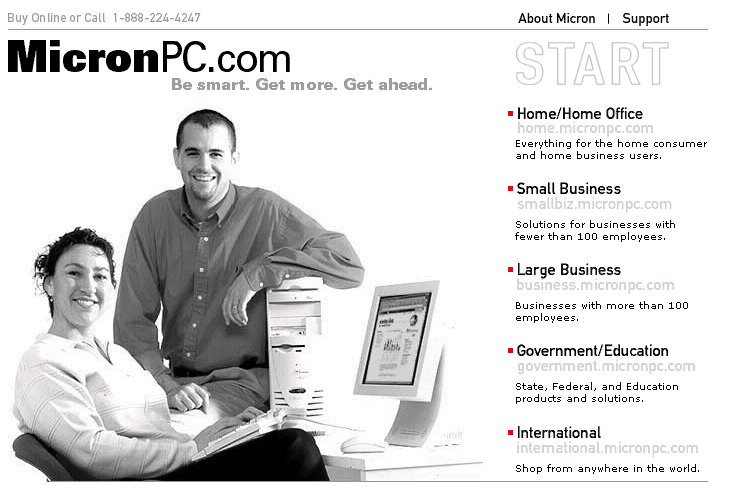 Buy Online or Call 1-888-224-4247
About Micron | Support
MicronPC.com
Be smart. Get more. Get ahead.
START
Home/Home Office
home.micronpc.com
Everything for the home consumer
and home business users.
Small Business
smallbiz.micronpc.com
Solutions for businesses with
fewer than 100 employees.
Large Business
business.micronpc.com
Businesses with more than 100
employees.
Government/Education
government.micronpc.com
State, Federal, and Education
products and solutions.
International
international.micronpc.com
Shop from anywhere in the world.